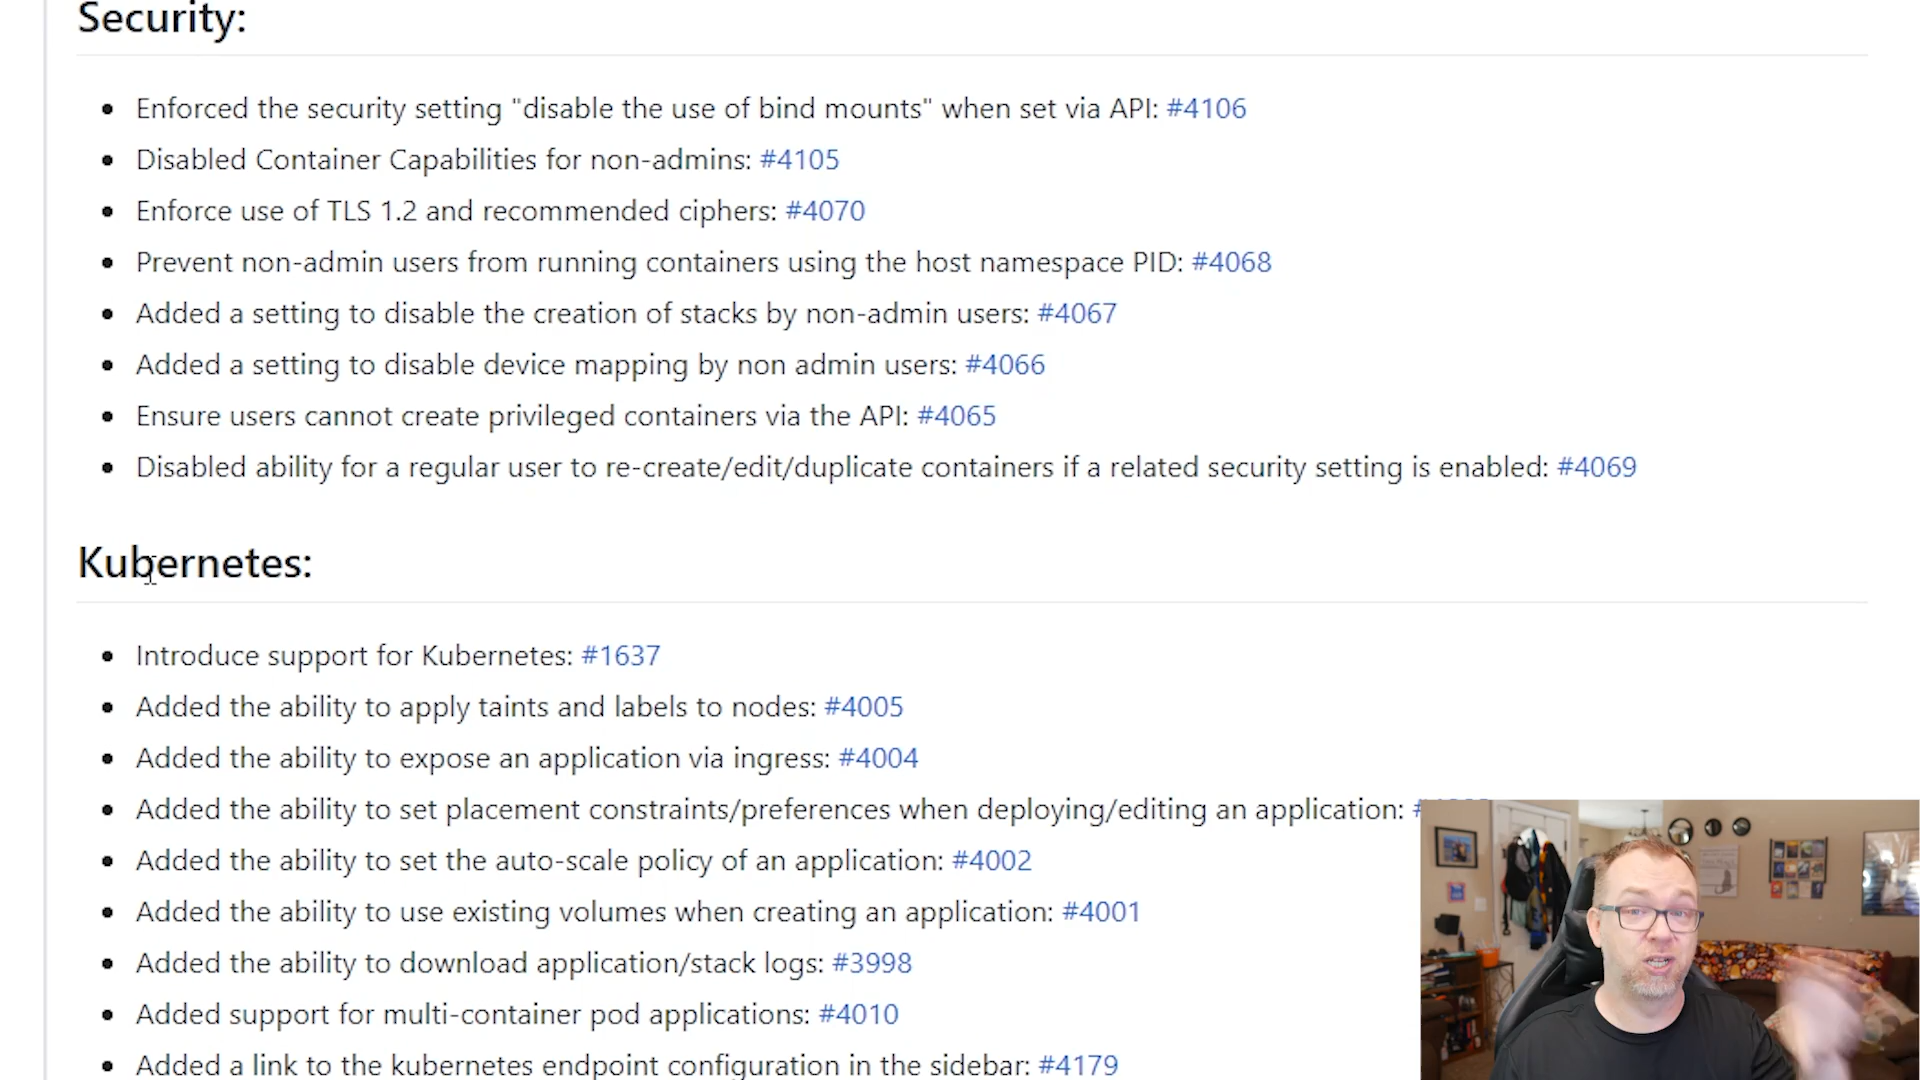 Security:
Enforced the security setting "disable the use of bind mounts" when set via API: #4106
Disabled Container Capabilities for non-admins: #4105
Enforce use of TLS 1.2 and recommended ciphers: #4070
Prevent non-admin users from running containers using the host namespace PID: #4068
Added a setting to disable the creation of stacks by non-admin users: #4067
Added a setting to disable device mapping by non admin users: #4066
Ensure users cannot create privileged containers via the API: #4065
Disabled ability for a regular user to re-create/edit/duplicate containers if a related security setting is enabled: #4069
Kubernetes:
Introduce support for Kubernetes: #1637
Added the ability to apply taints and labels to nodes: #4005
Added the ability to expose an application via ingress: #4004
Added the ability to set placement constraints/preferences when deploying/editing an application:
Added the ability to set the auto-scale policy of an application: #4002
Added the ability to use existing volumes when creating an application: #4001
Added the ability to download application/stack logs: #3998
Added support for multi-container pod applications: #4010
Added a link to the kubernetes endpoint configuration in the sidebar: #4179